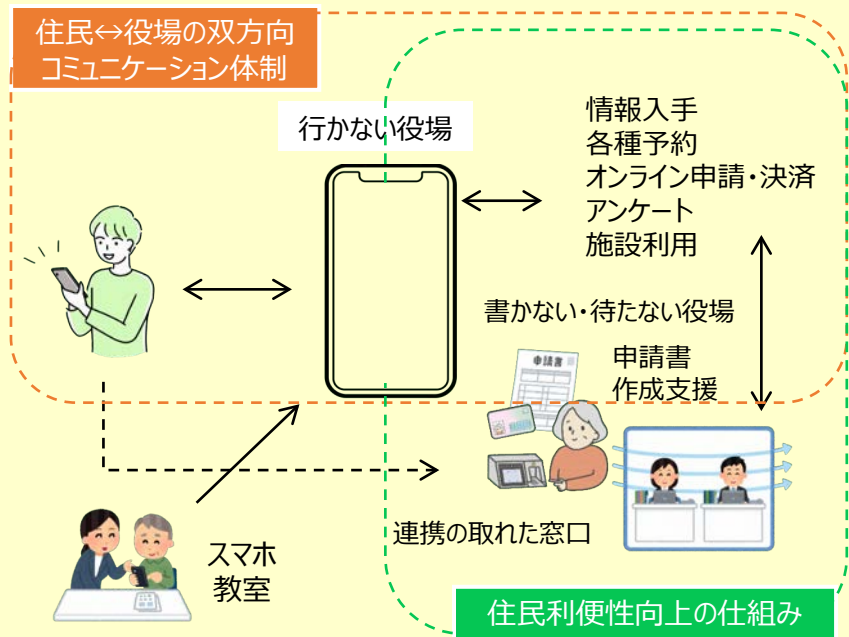 住民↔役場の双方向
コミュニケーション体制
行かない役場
情報入手
各種予約
オンライン申請・決済
アンケート
施設利用
書かない・待たない役場
申請書
申請書
作成支援
連携の取れた窓口
スマホ
教室
住民利便性向上の仕組み